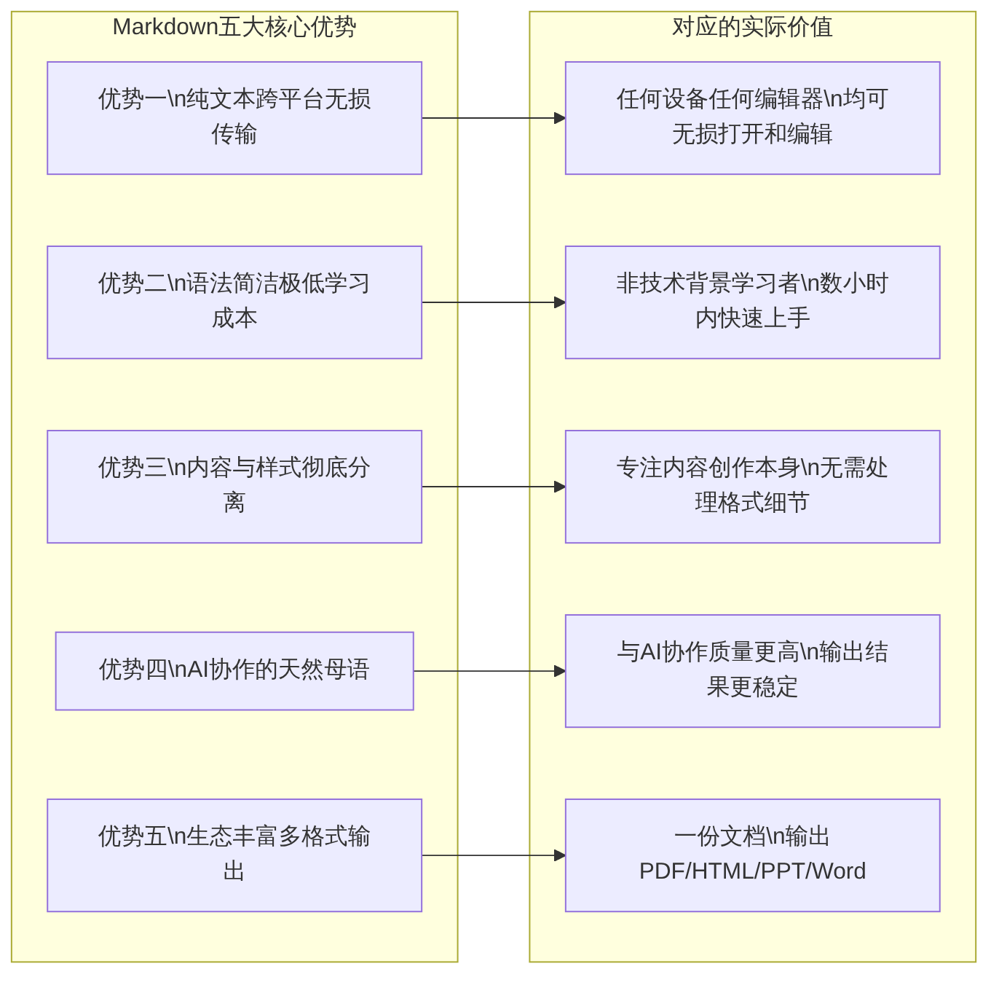 Markdown五大核心优势
优势一\n纯文本跨平台无损
传输
优势二\n语法简洁极低学习
成本
优势三\n内容与样式彻底分
离
优势四\nAI协作的天然母语
优势五\n生态丰富多格式输
出
对应的实际价值
任何设备任何编辑器\n均可
无损打开和编辑
非技术背景学习者\n数小时
内快速上手
专注内容创作本身\n无需处
理格式细节
与AI协作质量更高\n输出结
果更稳定
一份文档\n输出
PDF/HTML/PPT/Word